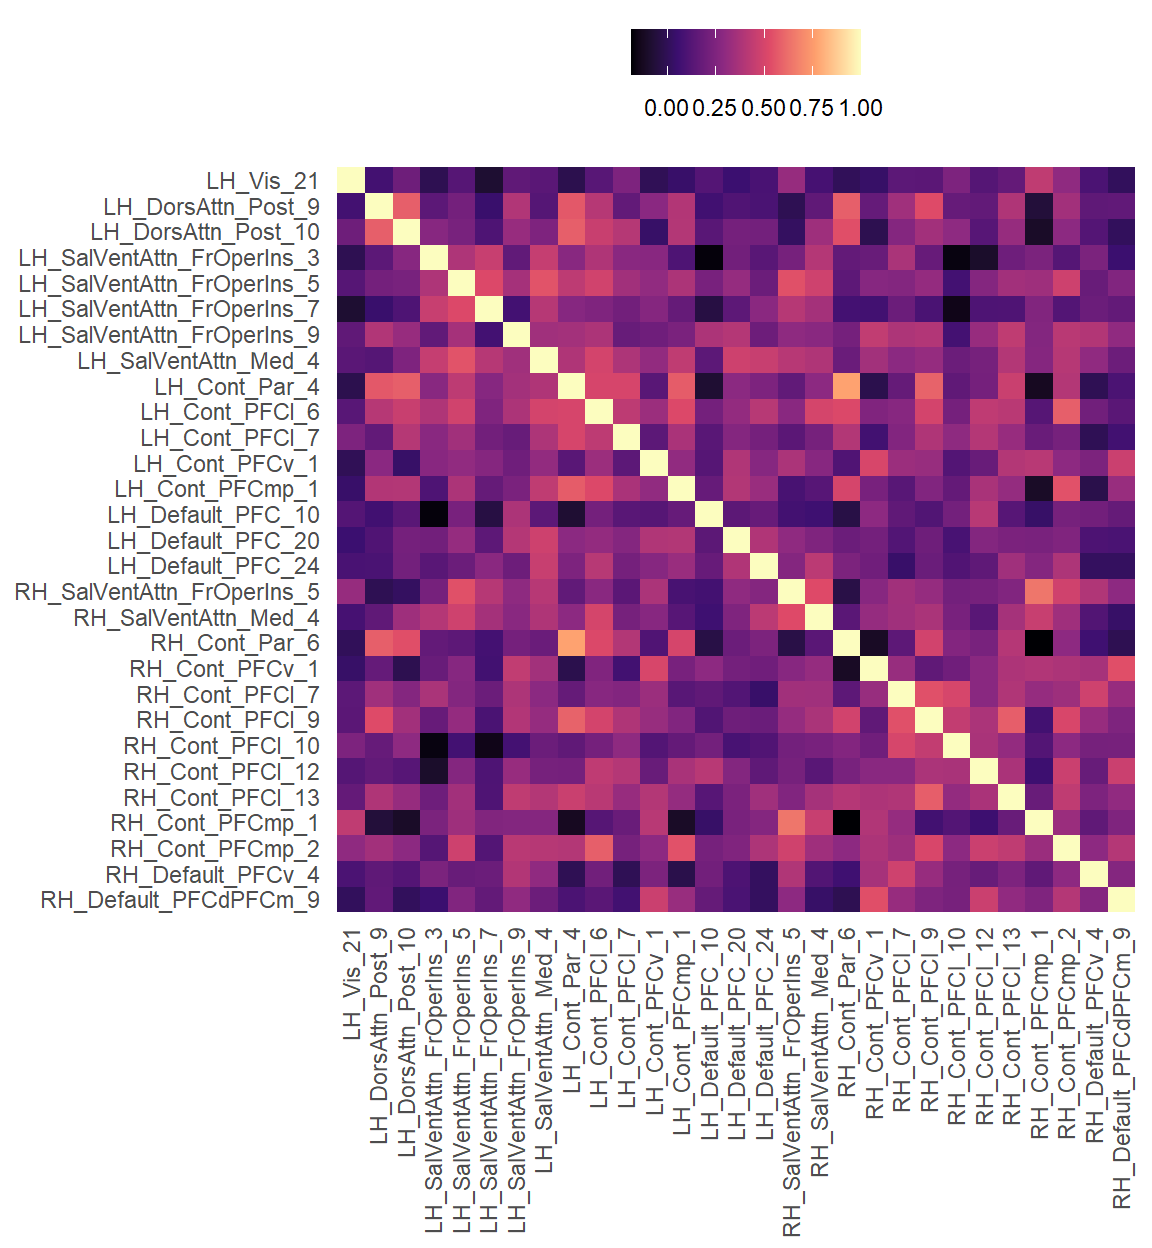 0.00 0.25 0.50 0.75 1.00
LH_Vis_21
LH_DorsAttn_Post_9
LH_DorsAttn_Post_10
LH_SalVentAttn_FrOperIns_3
LH_SalVentAttn_FrOperIns_5
LH_SalVentAttn_FrOperIns_7
LH_SalVentAttn_FrOperIns_9
LH_SalVentAttn_Med_4
LH_Cont_Par_4
LH_Cont_PFCl_6
LH_Cont_PFCl_7
LH_Cont_PFCv_1
LH_Cont_PFCmp_1
LH_Default_PFC_10
LH_Default_PFC_20
LH_Default_PFC_24
RH_SalVentAttn_FrOperIns_5
RH_SalVentAttn_Med_4
RH_Cont_Par_6
RH_Cont_PFCv_1
RH_Cont_PFCl_7
RH_Cont_PFCl_9
RH_Cont_PFCl_10
RH_Cont_PFCl_12
RH_Cont_PFCl_13
RH_Cont_PFCmp_1
RH_Cont_PFCmp_2
RH_Default_PFCv_4
RH_Default_PFCdPFCm_9
LH_Vis_21
LH_DorsAttn_Post_9
LH_DorsAttn_Post_10
LH_SalVentAttn_FrOperIns_3
LH_SalVentAttn_FrOperIns_5
LH_SalVentAttn_FrOperIns_7
LH_SalVentAttn_FrOperIns_9
LH_SalVentAttn_Med_4
LH_Cont_Par_4
LH_Cont_PFCl_6
LH_Cont_PFCl_7
LH_Cont_PFCv_1
LH_Cont_PFCmp_1
LH_Default_PFC_10
LH_Default_PFC_20
LH_Default_PFC_24
RH_SalVentAttn_FrOperIns_5
RH_SalVentAttn_Med_4
RH_Cont_Par_6
RH_Cont_PFCv_1
RH_Cont_PFCl_7
RH_Cont_PFCl_9
RH_Cont_PFCl_10
RH_Cont_PFCl_12
RH_Cont_PFCl_13
RH_Cont_PFCmp_1
RH_Cont_PFCmp_2
RH_Default_PFCv_4
RH_Default_PFCdPFCm_9